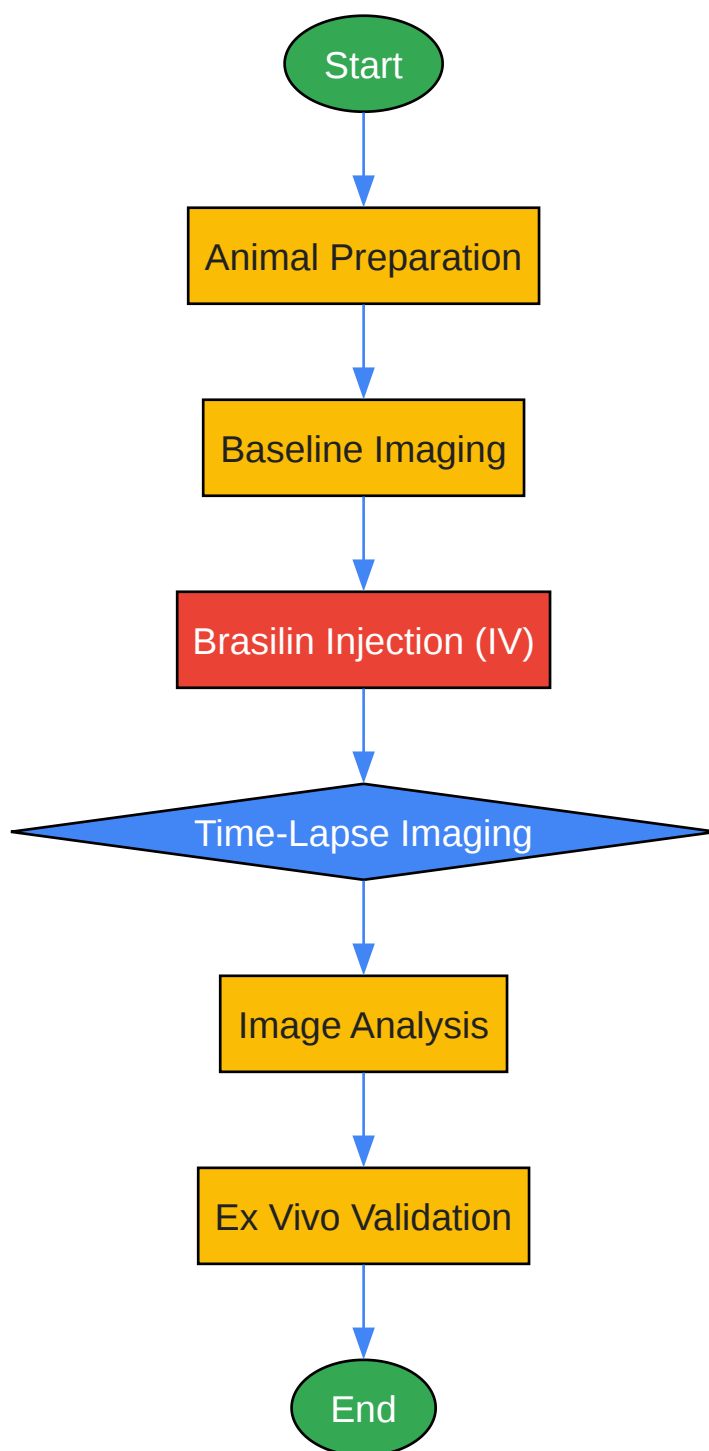 Start
Animal Preparation
Baseline Imaging
Brasilin Injection (IV)
Time-Lapse Imaging
Image Analysis
Ex Vivo Validation
End